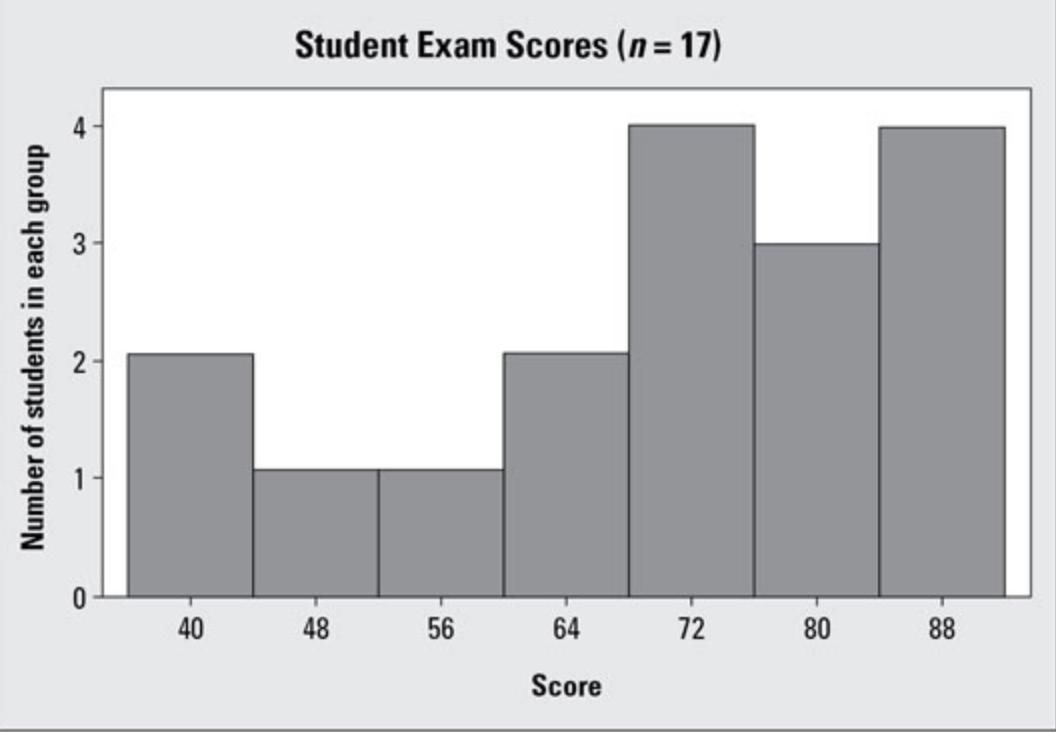 Student Exam Scores (n = 17)
Number of students in each group
4
3
2
1
0
40 48 56 64 72 80 88
Score